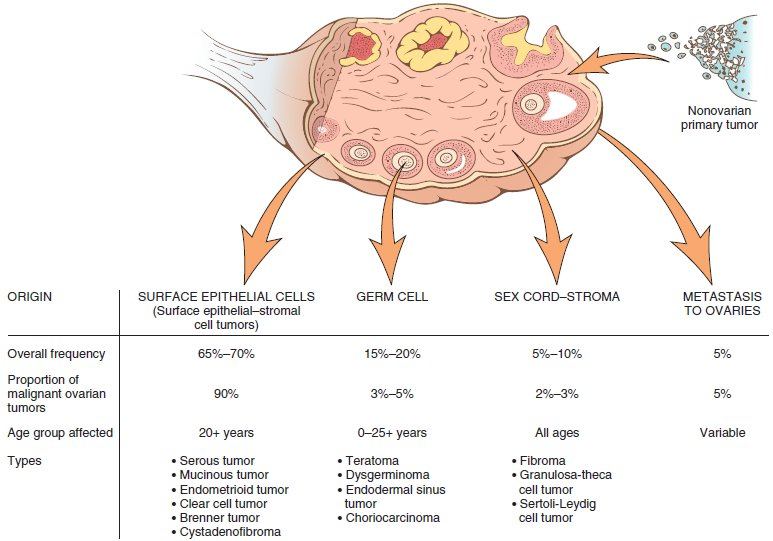 Nonovarian
primary tumor
ORIGIN
SURFACE EPITHELIAL CELLS
(Surface epithelial–stromal
cell tumors)
GERM CELL
SEX CORD–STROMA
METASTASIS
TO OVARIES
Overall frequency
65%–70%
15%–20%
5%–10%
5%
Proportion of
malignant ovarian
tumors
90%
3%–5%
2%–3%
5%
Age group affected
20+ years
0–25+ years
All ages
Variable
Types
• Serous tumor
• Mucinous tumor
• Endometrioid tumor
• Clear cell tumor
• Brenner tumor
• Cystadenofibroma
• Teratoma
• Dysgerminoma
• Endodermal sinus
tumor
• Choriocarcinoma
• Fibroma
• Granulosa-theca
cell tumor
• Sertoli-Leydig
cell tumor